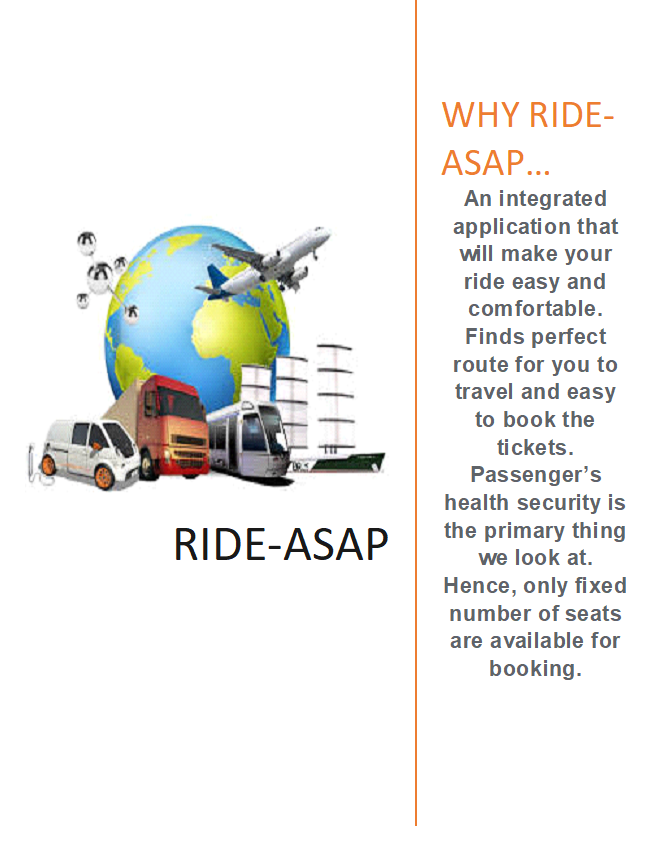 WHY RIDE-
ASAP...
An integrated
application that
will make your
ride easy and
comfortable.
Finds perfect
route for you to
travel and easy
to book the
tickets.
Passenger’s
health security is
the primary thing
we look at.
Hence, only fixed
number of seats
are available for
booking.
RIDE-ASAP